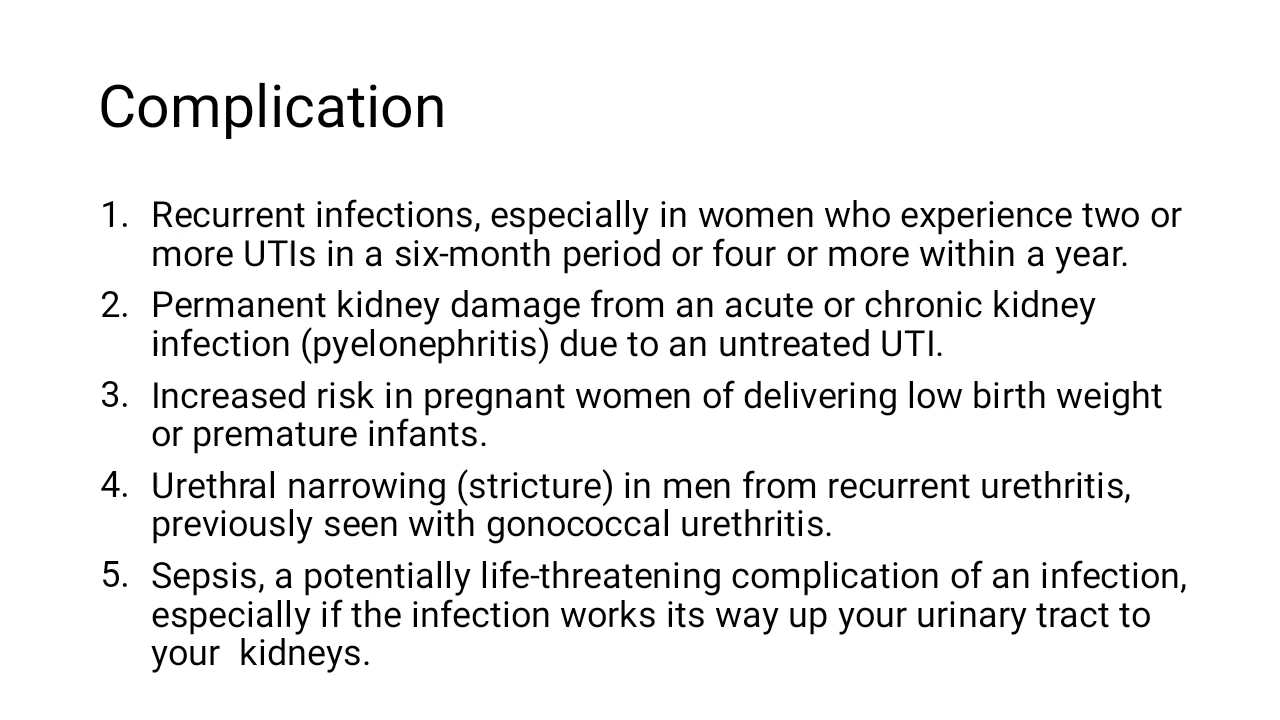 Complication
1. Recurrent infections, especially in women who experience two or
more UTIs in a six-month period or four or more within a year.
2. Permanent kidney damage from an acute or chronic kidney
infection (pyelonephritis) due to an untreated UTI.
3. Increased risk in pregnant women of delivering low birth weight
or premature infants.
4. Urethral narrowing (stricture) in men from recurrent urethritis,
previously seen with gonococcal urethritis.
5. Sepsis, a potentially life-threatening complication of an infection,
especially if the infection works its way up your urinary tract to
your  kidneys.